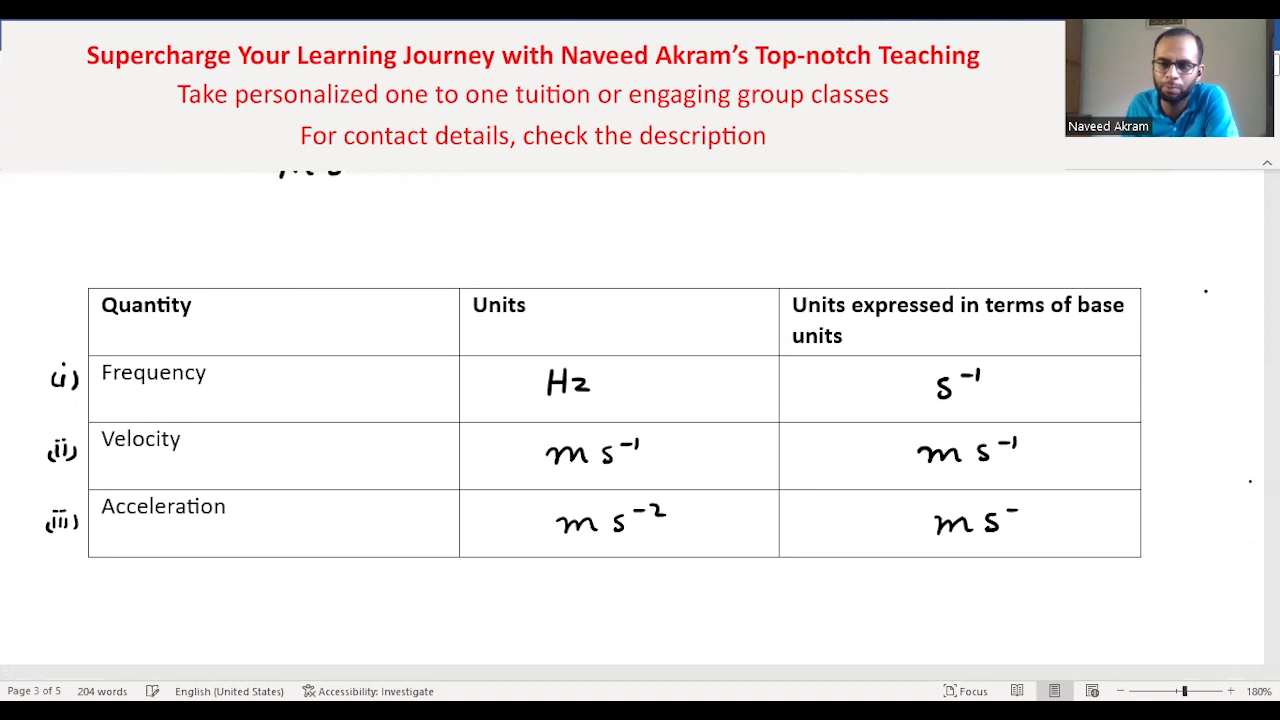 Supercharge Your Learning Journey with Naveed Akram's Top-notch Teaching
Take personalized one to one tuition or engaging group classes
For contact details, check the description
Naveed Akram
Quantity Units Units expressed in terms of base
units
(i) Frequency Hz s⁻¹
(ii) Velocity m s⁻¹ m s⁻¹
(iii) Acceleration m s⁻² m s⁻
Page 3 of 5 204 words English (United States) Accessibility: Investigate Focus 180%